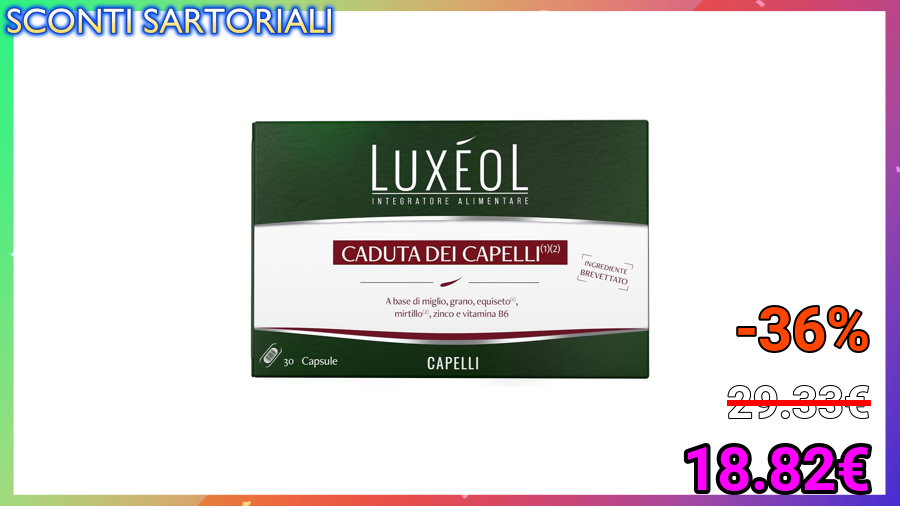 SCONTI SARTORIALI
LUXÉOL
INTEGRATORE ALIMENTARE
CADUTA DEI CAPELLI(1)(2)
INGREDIENTE
BREVETTATO
A base di miglio, grano, equiseto(1),
mirtillo(2), zinco e vitamina B6
30 Capsule
CAPELLI
-36%
29.33€
18.82€